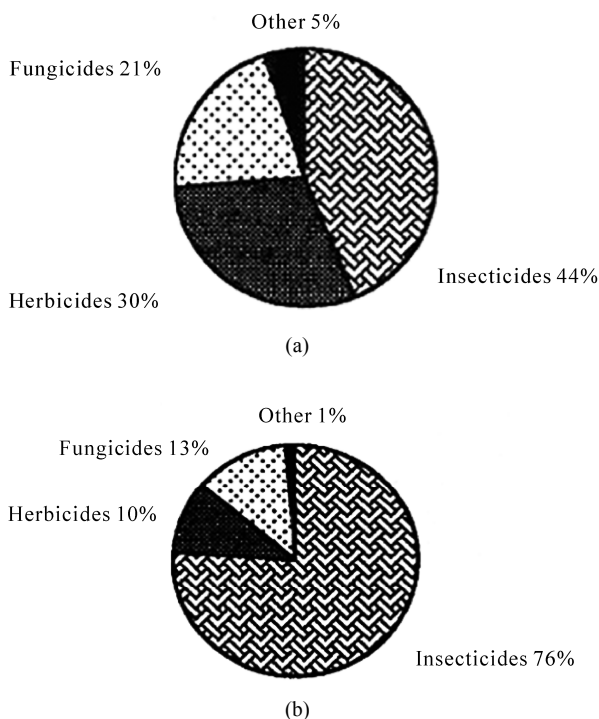 Other 5%
Fungicides 21%
Insecticides 44%
Herbicides 30%
(a)
Other 1%
Fungicides 13%
Herbicides 10%
Insecticides 76%
(b)